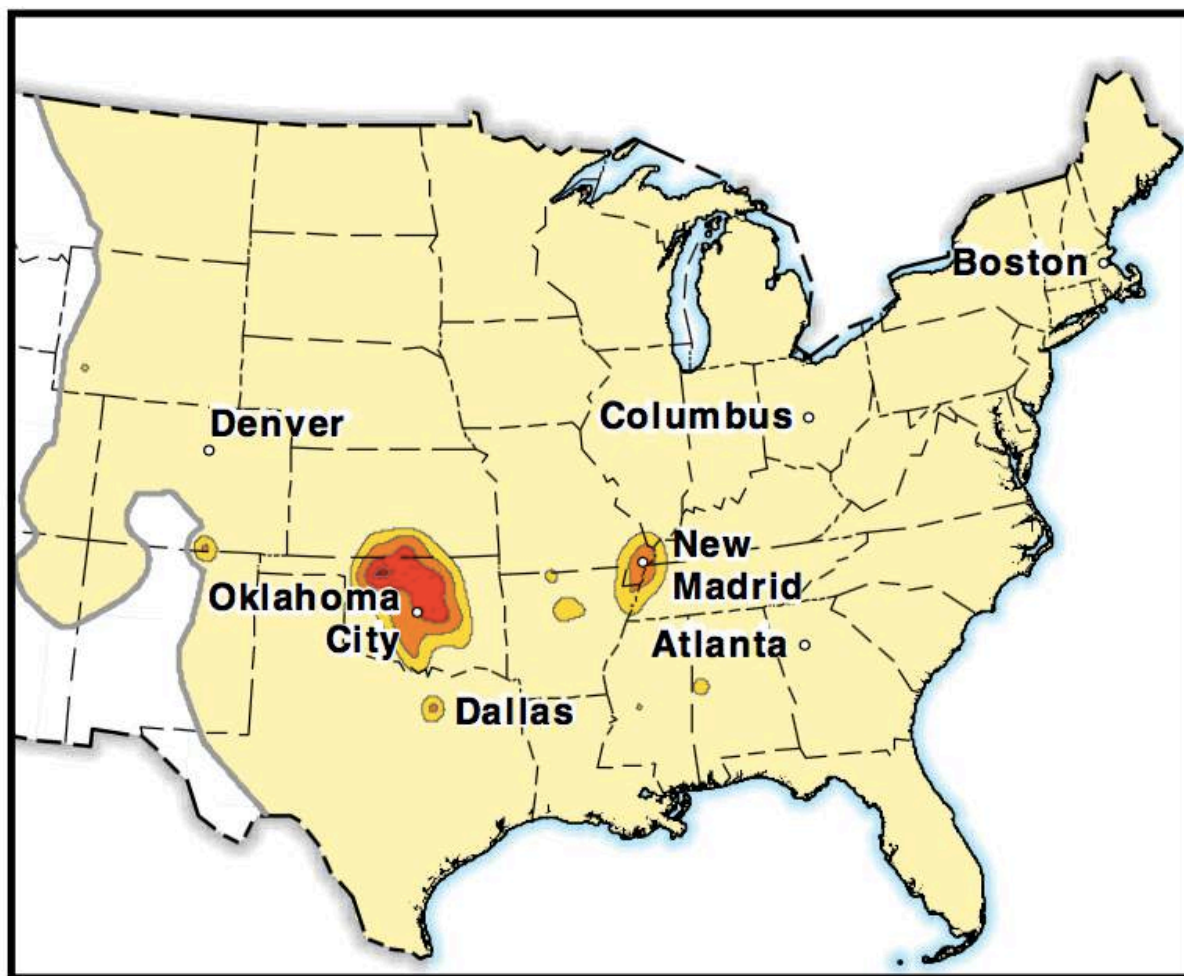 Boston
Denver
Columbus
New
Madrid
Oklahoma
City
Atlanta
Dallas